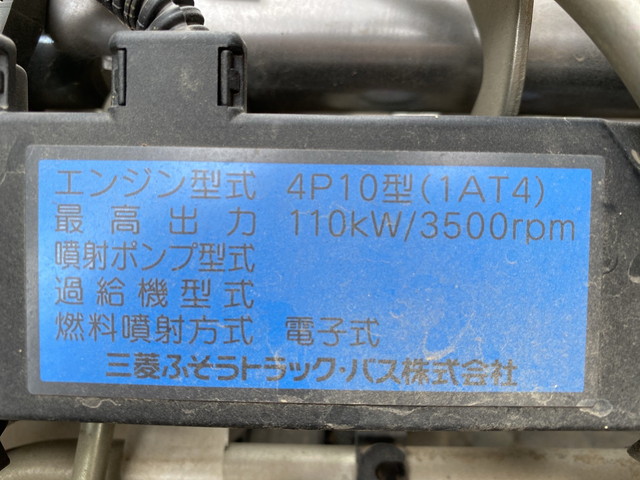 エンジン型式 4P10型(1AT4)
最高出力 110kW/3500rpm
噴射ポンプ型式
過給機型式
燃料噴射方式 電子式
三菱ふそうトラック・バス株式会社